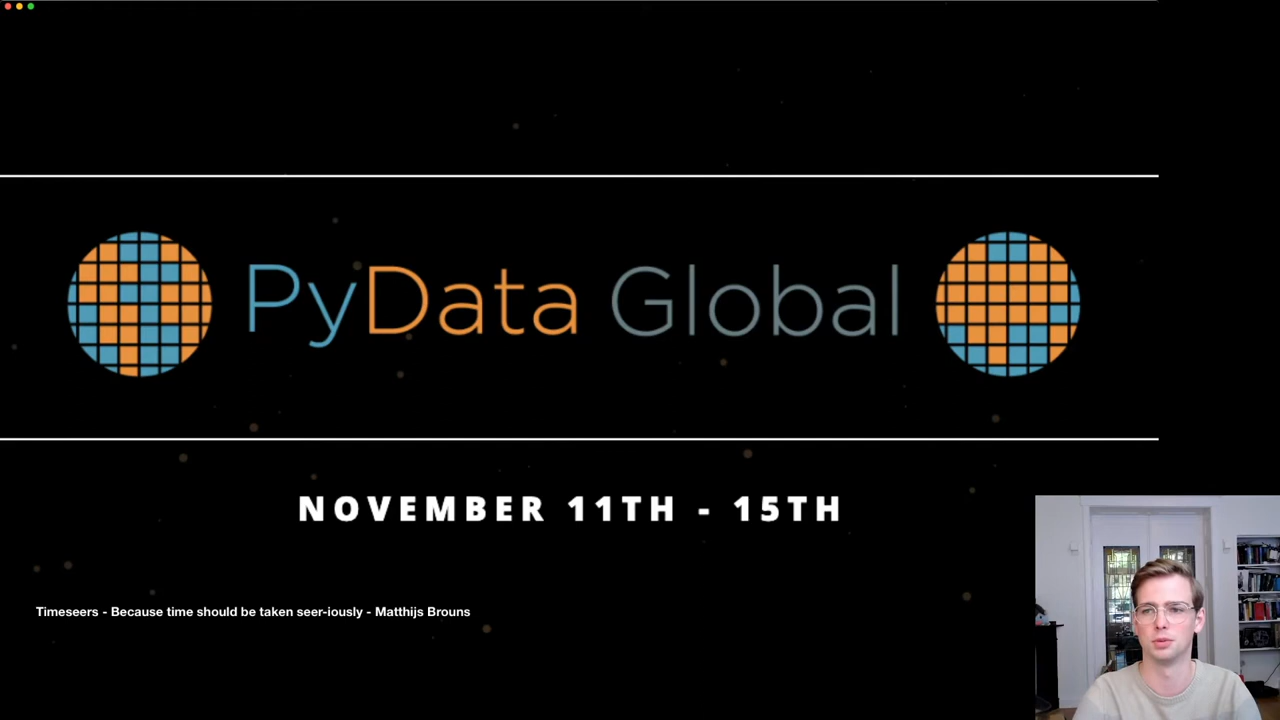 PyData Global
NOVEMBER 11TH - 15TH
Timeseers - Because time should be taken seer-iously - Matthijs Brouns